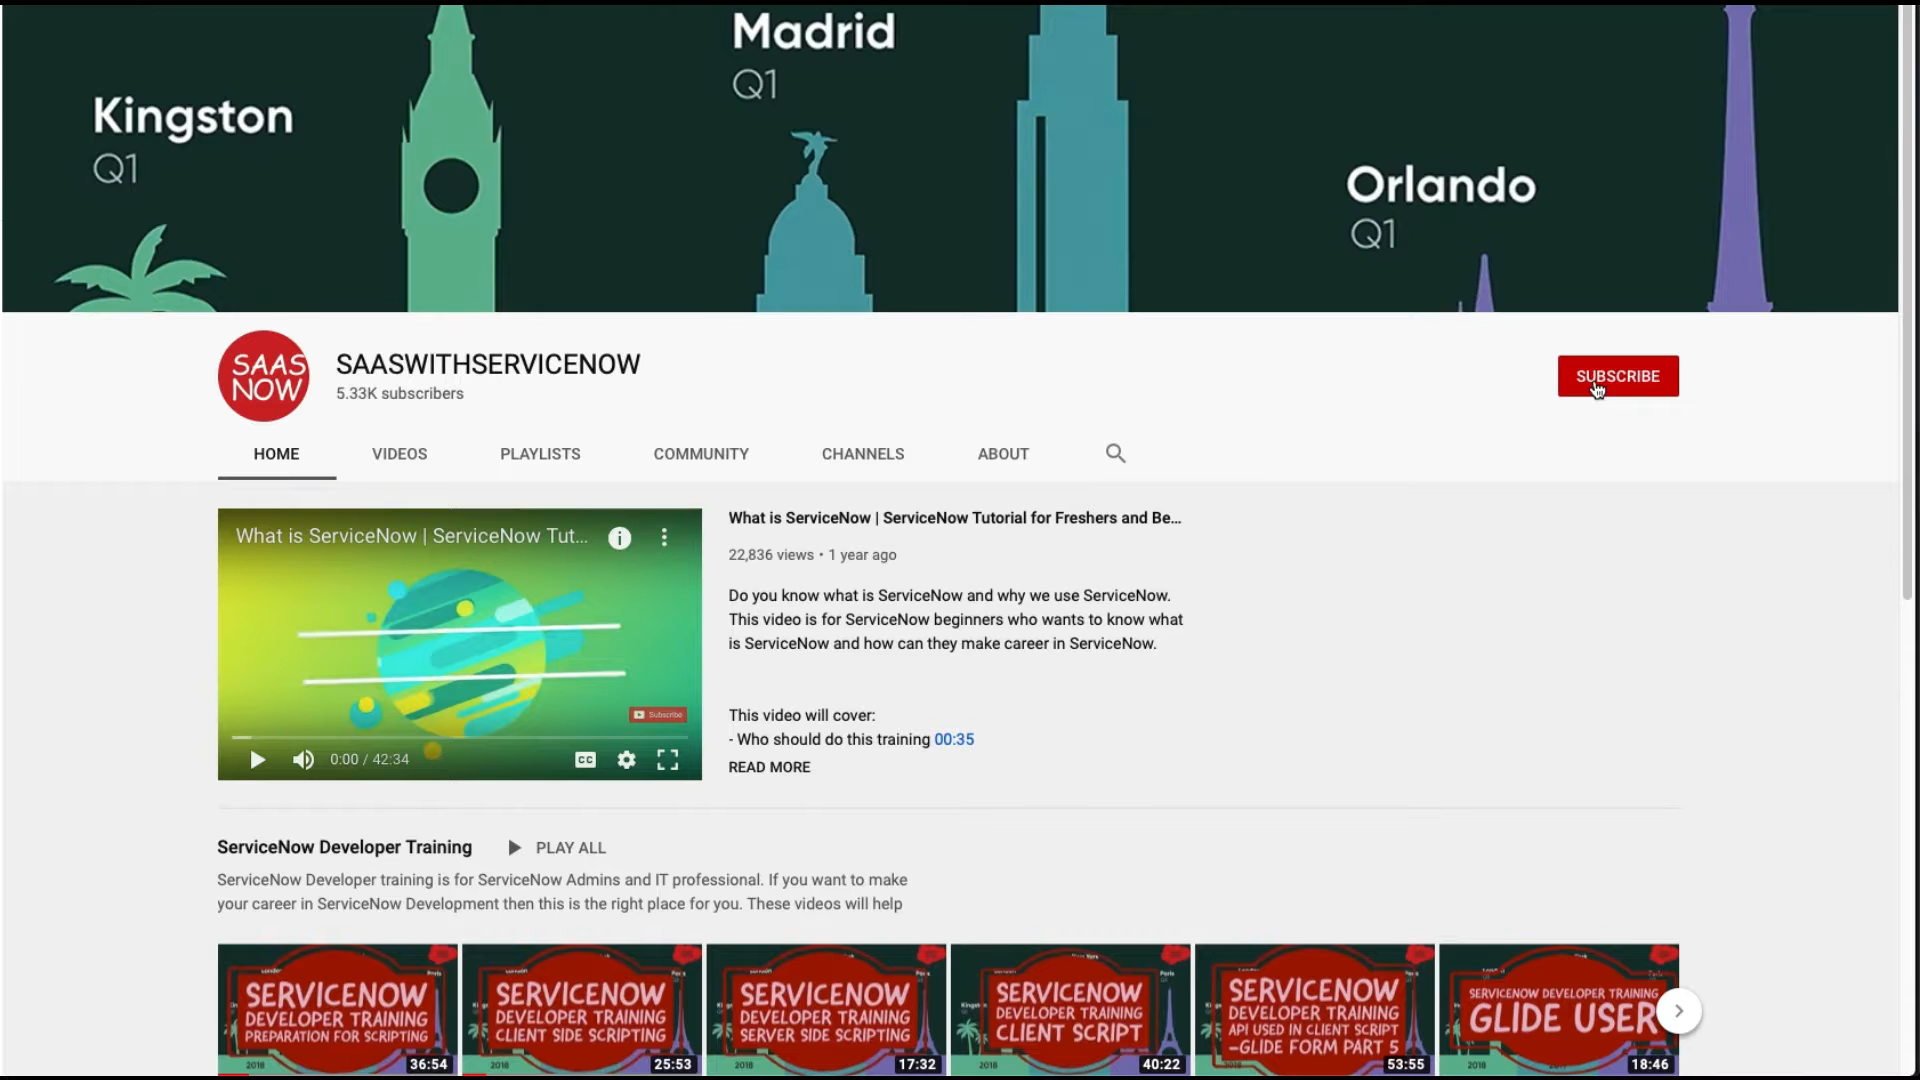 Madrid
Q1
Kingston
Q1
Orlando
Q1
SAAS
NOW
SAASWITHSERVICENOW
5.33K subscribers
SUBSCRIBE
HOME VIDEOS PLAYLISTS COMMUNITY CHANNELS ABOUT
What is ServiceNow | ServiceNow Tut...
Subscribe
0:00 / 42:34
CC
What is ServiceNow | ServiceNow Tutorial for Freshers and Be...
22,836 views • 1 year ago
Do you know what is ServiceNow and why we use ServiceNow.
This video is for ServiceNow beginners who wants to know what
is ServiceNow and how can they make career in ServiceNow.
This video will cover:
- Who should do this training 00:35
READ MORE
ServiceNow Developer Training PLAY ALL
ServiceNow Developer training is for ServiceNow Admins and IT professional. If you want to make
your career in ServiceNow Development then this is the right place for you. These videos will help
SERVICENOW
DEVELOPER TRAINING
PREPARATION FOR SCRIPTING
2018
36:54
SERVICENOW
DEVELOPER TRAINING
CLIENT SIDE SCRIPTING
2018
25:53
SERVICENOW
DEVELOPER TRAINING
SERVER SIDE SCRIPTING
2018
17:32
SERVICENOW
DEVELOPER TRAINING
CLIENT SCRIPT
2018
40:22
SERVICENOW
DEVELOPER TRAINING
API USED IN CLIENT SCRIPT
-GLIDE FORM PART 5
53:55
SERVICENOW DEVELOPER TRAINING
GLIDE USER
2018
18:46